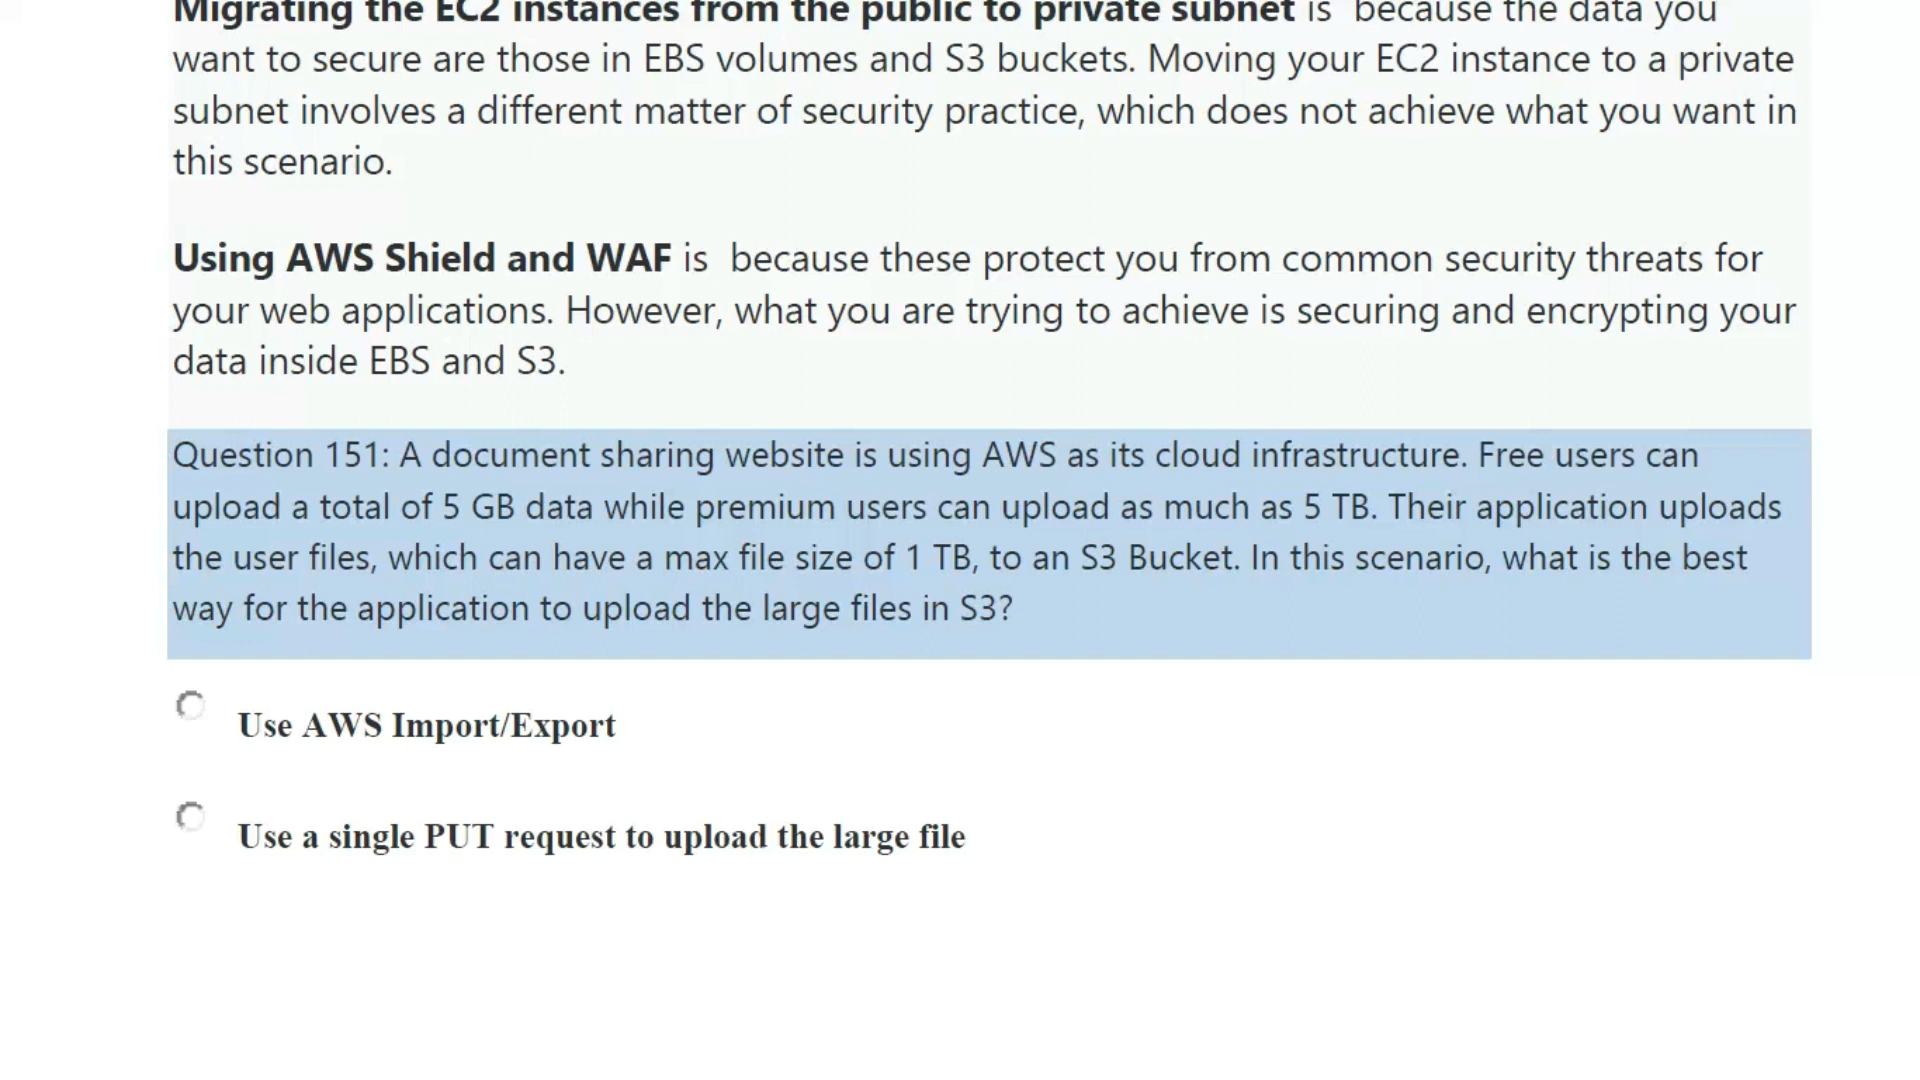 Migrating the EC2 instances from the public to private subnet is because the data you
want to secure are those in EBS volumes and S3 buckets. Moving your EC2 instance to a private
subnet involves a different matter of security practice, which does not achieve what you want in
this scenario.
Using AWS Shield and WAF is because these protect you from common security threats for
your web applications. However, what you are trying to achieve is securing and encrypting your
data inside EBS and S3.
Question 151: A document sharing website is using AWS as its cloud infrastructure. Free users can
upload a total of 5 GB data while premium users can upload as much as 5 TB. Their application uploads
the user files, which can have a max file size of 1 TB, to an S3 Bucket. In this scenario, what is the best
way for the application to upload the large files in S3?
Use AWS Import/Export
Use a single PUT request to upload the large file